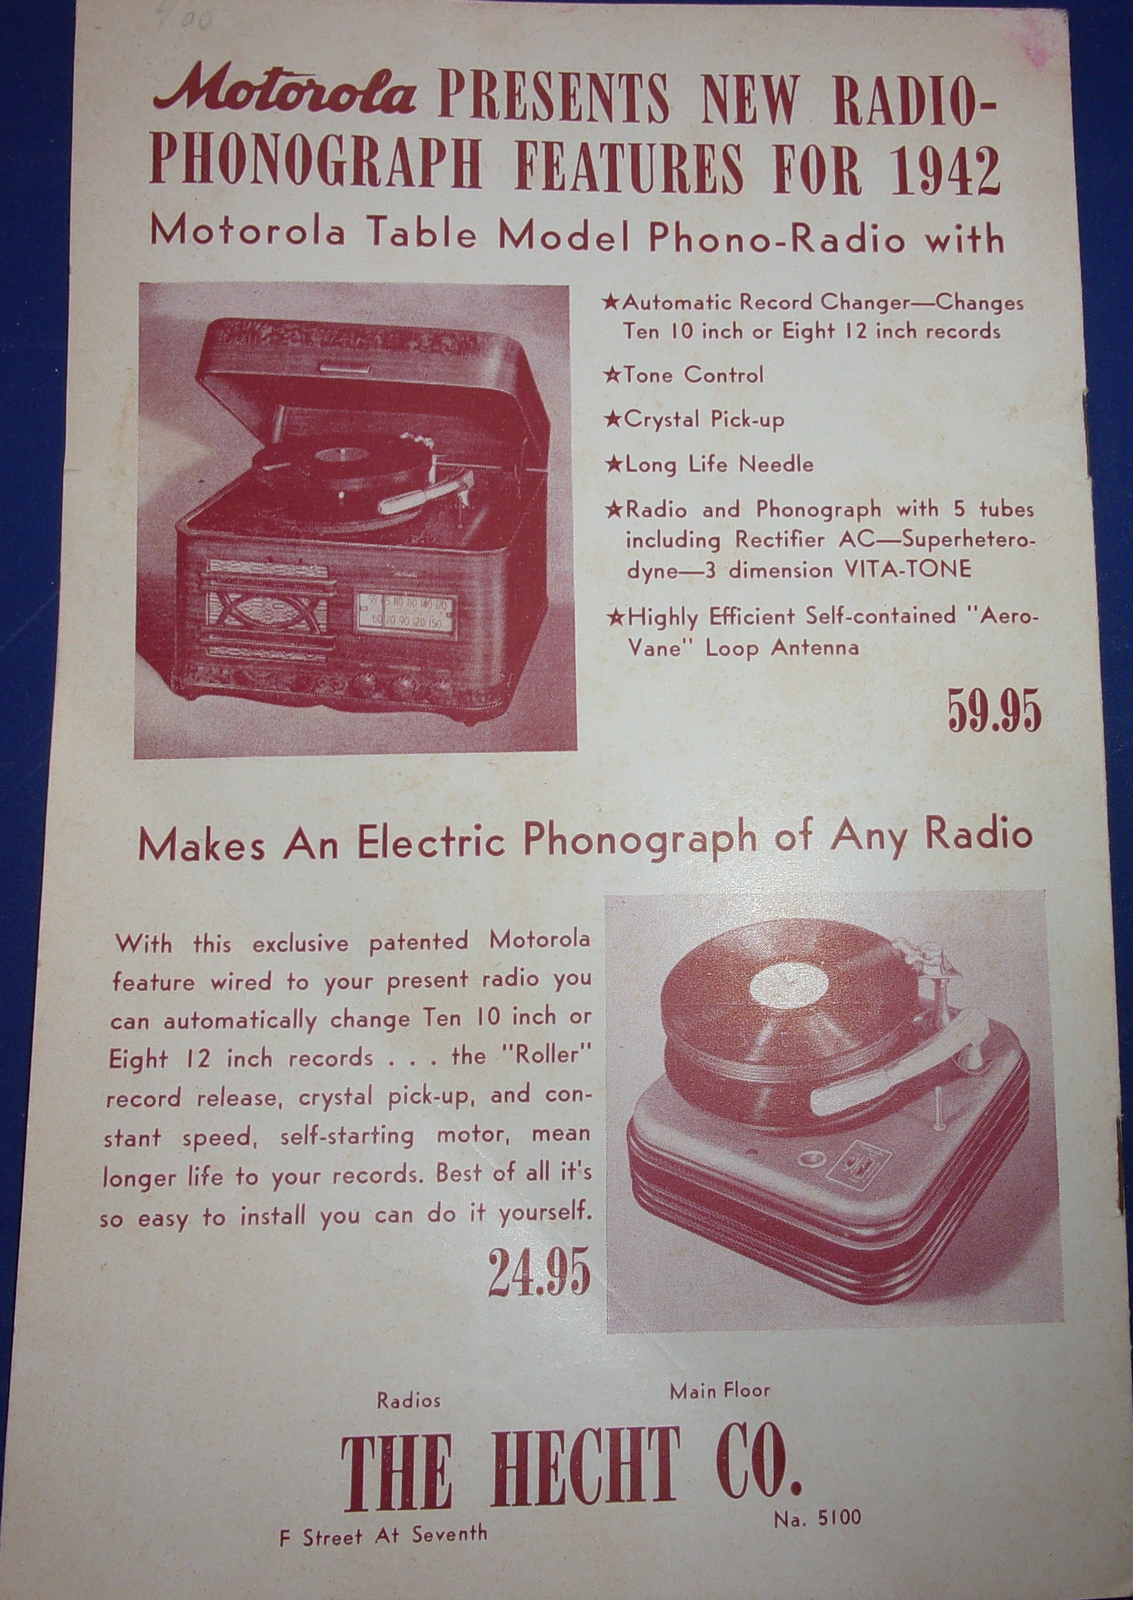 400
Motorola PRESENTS NEW RADIO-
PHONOGRAPH FEATURES FOR 1942
Motorola Table Model Phono-Radio with
★Automatic Record Changer—Changes
Ten 10 inch or Eight 12 inch records
★Tone Control
★Crystal Pick-up
★Long Life Needle
★Radio and Phonograph with 5 tubes
including Rectifier AC—Superhetero-
dyne—3 dimension VITA-TONE
★Highly Efficient Self-contained "Aero-
Vane" Loop Antenna
59.95
Makes An Electric Phonograph of Any Radio
With this exclusive patented Motorola
feature wired to your present radio you
can automatically change Ten 10 inch or
Eight 12 inch records . . . the "Roller"
record release, crystal pick-up, and con-
stant speed, self-starting motor, mean
longer life to your records. Best of all it's
so easy to install you can do it yourself.
24.95
Radios Main Floor
THE HECHT CO.
F Street At Seventh Na. 5100